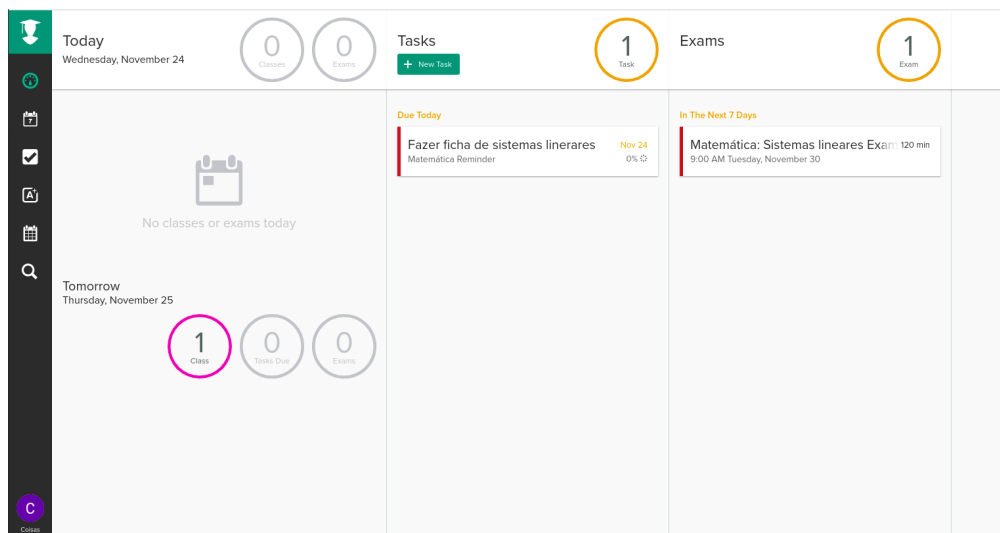 Today
Wednesday, November 24
0
Classes
0
Exams
Tasks
+ New Task
1
Task
Exams
1
Exam
7
A+
No classes or exams today
Tomorrow
Thursday, November 25
1
Class
0
Tasks Due
0
Exams
Due Today
Fazer ficha de sistemas linerares
Nov 24
Matemática Reminder
0%
In The Next 7 Days
Matemática: Sistemas lineares Exam 120 min
9:00 AM Tuesday, November 30
C
Coisas